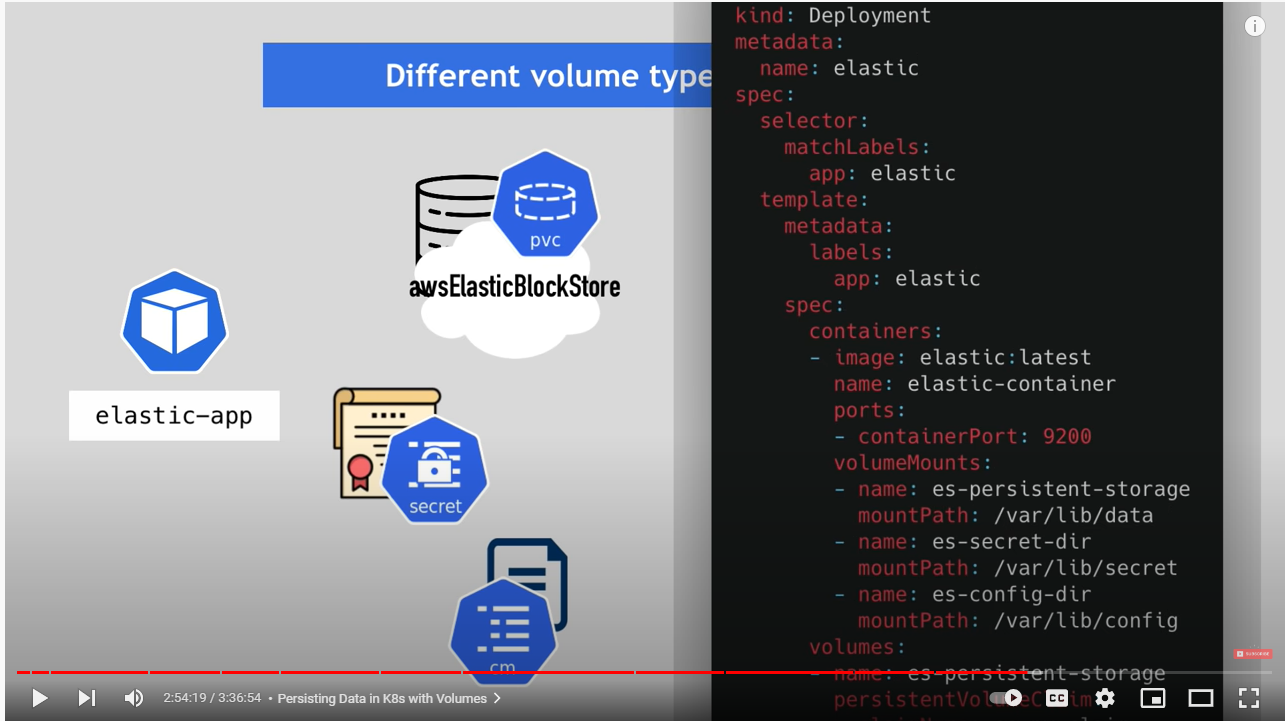 Different volume type
pvc
awsElasticBlockStore
elastic-app
secret
cm
kind: Deployment
metadata:
name: elastic
spec:
selector:
matchLabels:
app: elastic
template:
metadata:
labels:
app: elastic
spec:
containers:
- image: elastic:latest
name: elastic-container
ports:
- containerPort: 9200
volumeMounts:
- name: es-persistent-storage
mountPath: /var/lib/data
- name: es-secret-dir
mountPath: /var/lib/secret
- name: es-config-dir
mountPath: /var/lib/config
volumes:
- name: es-persistent-storage
SUBSCRIBE
2:54:19 / 3:36:54 • Persisting Data in K8s with Volumes
CC